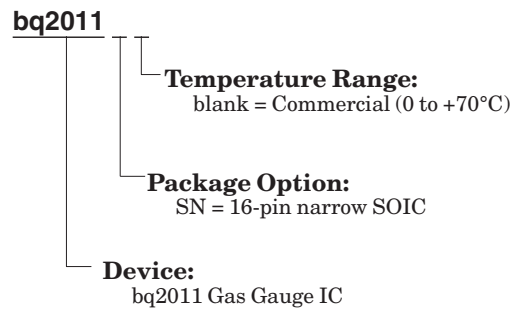 bq2011
Temperature Range:
blank = Commercial (0 to +70°C)
Package Option:
SN = 16-pin narrow SOIC
Device:
bq2011 Gas Gauge IC